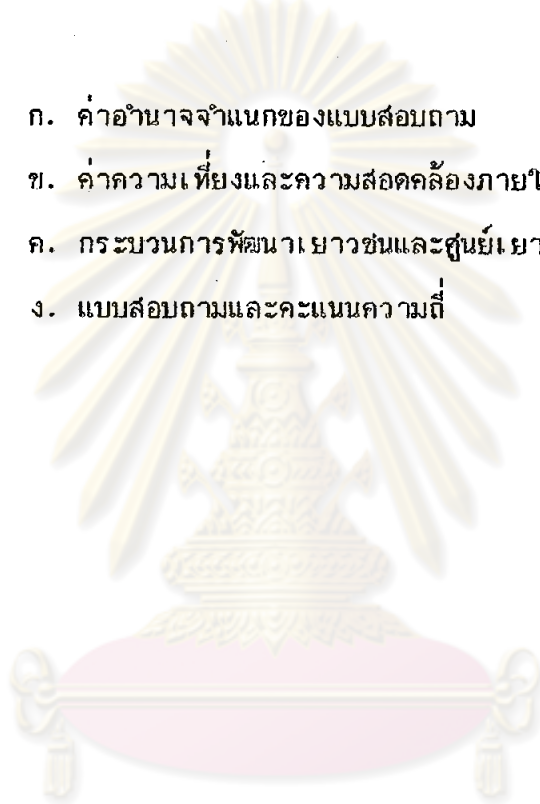 ก. ค่าอำนาจจำแนกของแบบสอบถาม
ข. ค่าความเที่ยงและความสอดคล้องภายใ
ค. กระบวนการพัฒนาเยาวชนและศูนย์เยา
ง. แบบสอบถามและคะแนนความถี่